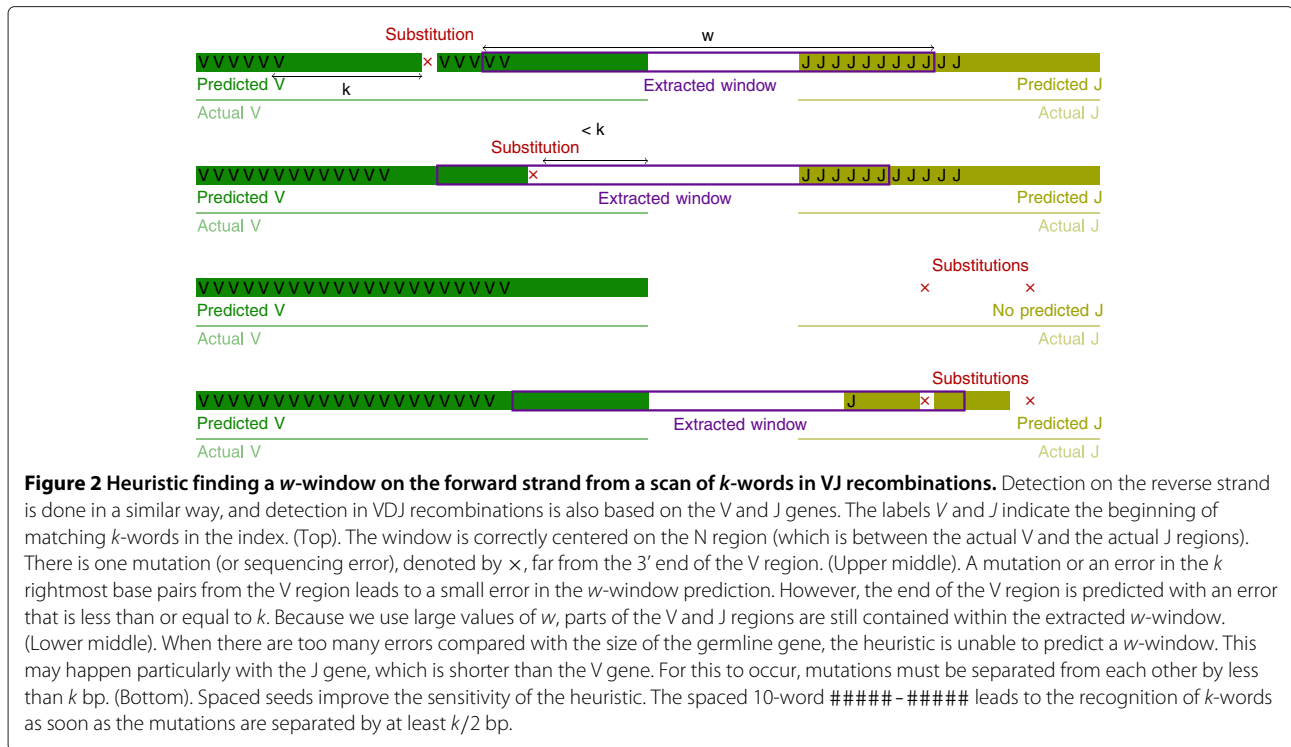 Substitution
w
V V V V V V × V V V V V J J J J J J J J J J J
Predicted V k Extracted window Predicted J
Actual V Actual J
< k
Substitution
V V V V V V V V V V V V V × J J J J J J J J J J J
Predicted V Extracted window Predicted J
Actual V Actual J
Substitutions
V V V V V V V V V V V V V V V V V V V V V × ×
Predicted V No predicted J
Actual V Actual J
Substitutions
V V V V V V V V V V V V V V V V V V V V J × ×
Predicted V Extracted window Predicted J
Actual V Actual J
Figure 2 Heuristic finding a w-window on the forward strand from a scan of k-words in VJ recombinations. Detection on the reverse strand
is done in a similar way, and detection in VDJ recombinations is also based on the V and J genes. The labels V and J indicate the beginning of
matching k-words in the index. (Top). The window is correctly centered on the N region (which is between the actual V and the actual J regions).
There is one mutation (or sequencing error), denoted by ×, far from the 3' end of the V region. (Upper middle). A mutation or an error in the k
rightmost base pairs from the V region leads to a small error in the w-window prediction. However, the end of the V region is predicted with an error
that is less than or equal to k. Because we use large values of w, parts of the V and J regions are still contained within the extracted w-window.
(Lower middle). When there are too many errors compared with the size of the germline gene, the heuristic is unable to predict a w-window. This
may happen particularly with the J gene, which is shorter than the V gene. For this to occur, mutations must be separated from each other by less
than k bp. (Bottom). Spaced seeds improve the sensitivity of the heuristic. The spaced 10-word #####-##### leads to the recognition of k-words
as soon as the mutations are separated by at least k/2 bp.